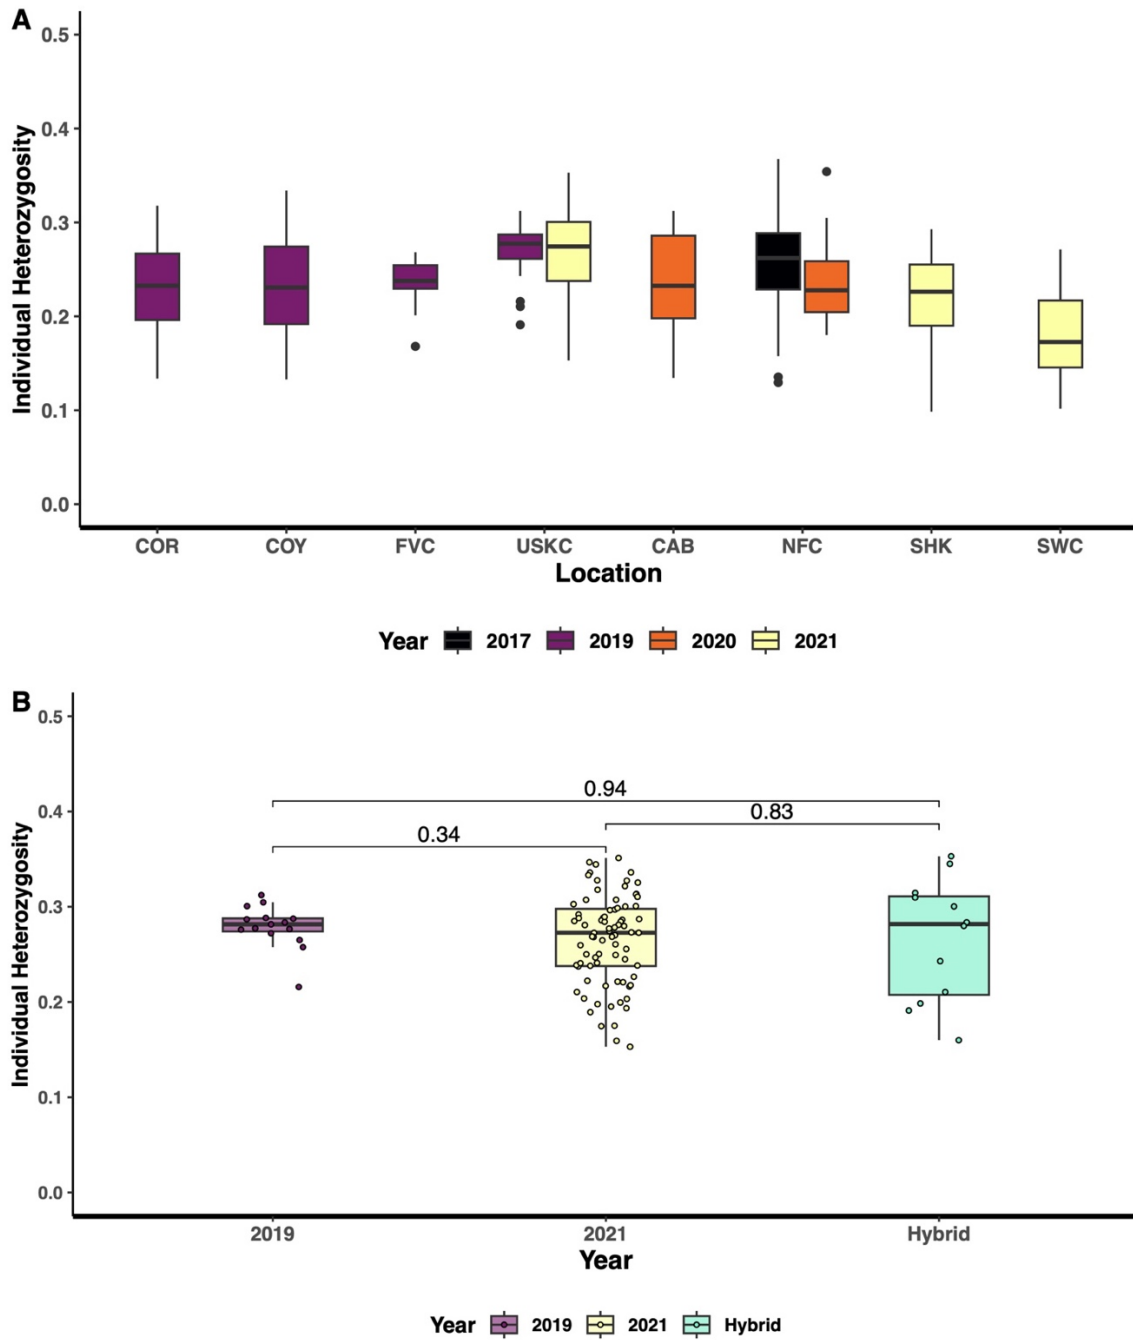 A
Individual Heterozygosity
0.5
0.4
0.3
0.2
0.1
0.0
COR COY FVC USKC CAB NFC SHK SWC
Location
Year 2017 2019 2020 2021
B
Individual Heterozygosity
0.5
0.4
0.3
0.2
0.1
0.0
0.94
0.83
0.34
2019 2021 Hybrid
Year
Year 2019 2021 Hybrid